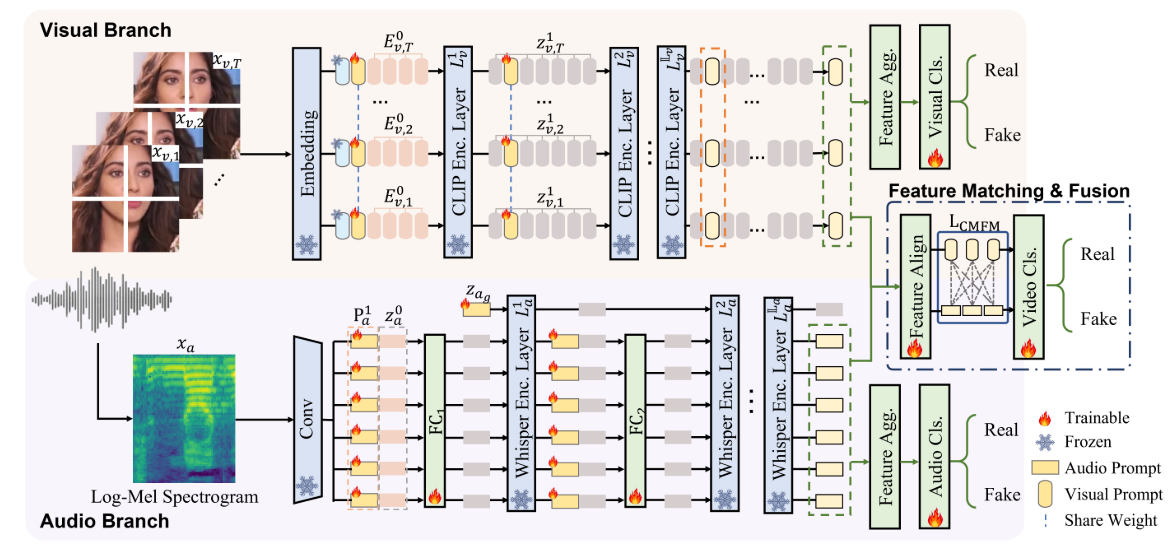 Visual Branch
x_{v,T}
x_{v,2}
x_{v,1}
...
Embedding
E^0_{v,T}
...
E^0_{v,2}
E^0_{v,1}
CLIP Enc. Layer L^1_v
z^1_{v,T}
...
z^1_{v,2}
z^1_{v,1}
CLIP Enc. Layer L^2_v
...
CLIP Enc. Layer L^{𝕃_v}_v
...
...
...
...
Feature Agg.
Visual Cls.
Real
Fake
Feature Matching & Fusion
Feature Align
L_{CMFM}
Video Cls.
Real
Fake
x_a
Log-Mel Spectrogram
Audio Branch
Conv
P^1_a
z^0_a
FC_1
z_{a_g}
Whisper Enc. Layer L^1_a
FC_2
Whisper Enc. Layer L^2_a
...
Whisper Enc. Layer L^{𝕃_a}_a
Feature Agg.
Audio Cls.
Real
Fake
Trainable
Frozen
Audio Prompt
Visual Prompt
Share Weight